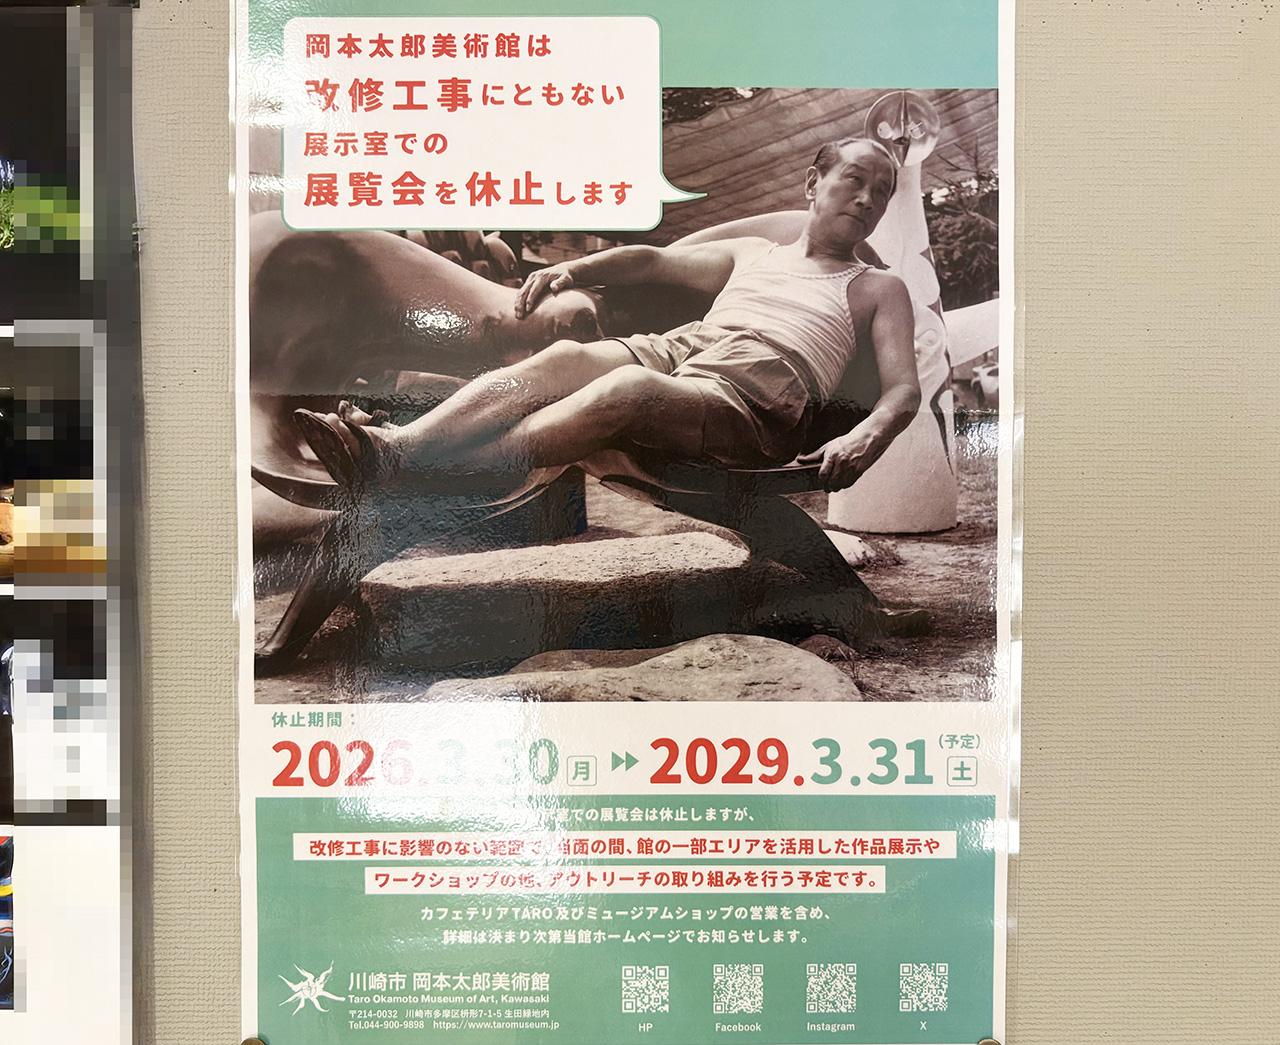 岡本太郎美術館は
改修工事にともない
展示室での
展覧会を休止します
休止期間：
2026.3.30 月 2029.3.31 (予定) 土
示室での展覧会は休止しますが、
改修工事に影響のない範囲で、当面の間、館の一部エリアを活用した作品展示や
ワークショップの他、アウトリーチの取り組みを行う予定です。
カフェテリアTARO及びミュージアムショップの営業を含め、
詳細は決まり次第当館ホームページでお知らせします。
川崎市 岡本太郎美術館
Taro Okamoto Museum of Art, Kawasaki
〒214-0032 川崎市多摩区枡形7-1-5 生田緑地内
Tel.044-900-9898 https://www.taromuseum.jp
HP Facebook Instagram X